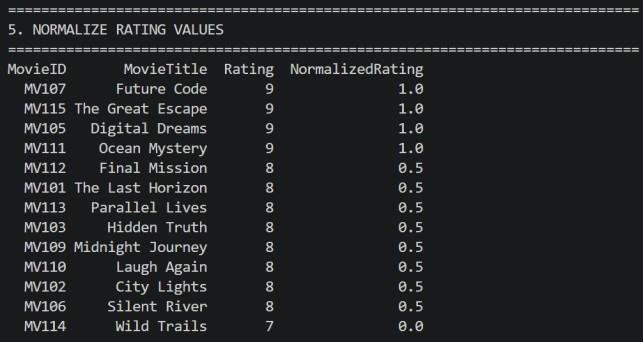 ================================================================================
5. NORMALIZE RATING VALUES
================================================================================
MovieID       MovieTitle  Rating  NormalizedRating
  MV107      Future Code       9               1.0
  MV115 The Great Escape       9               1.0
  MV105   Digital Dreams       9               1.0
  MV111    Ocean Mystery       9               1.0
  MV112    Final Mission       8               0.5
  MV101 The Last Horizon       8               0.5
  MV113   Parallel Lives       8               0.5
  MV103     Hidden Truth       8               0.5
  MV109 Midnight Journey       8               0.5
  MV110      Laugh Again       8               0.5
  MV102      City Lights       8               0.5
  MV106     Silent River       8               0.5
  MV114      Wild Trails       7               0.0